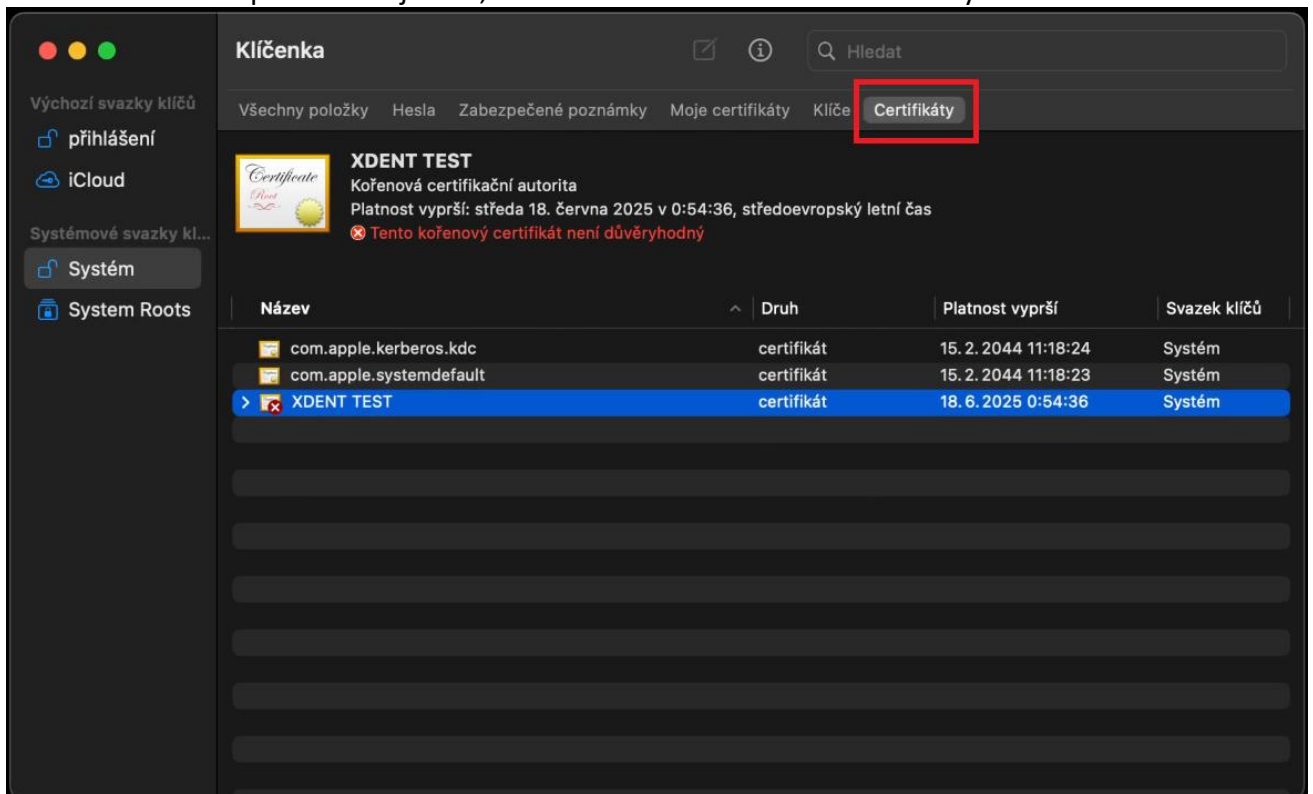 Klíčenka
Hledat
Výchozí svazky klíčů
přihlášení
iCloud
Systémové svazky kl...
Systém
System Roots
Všechny položky Hesla Zabezpečené poznámky Moje certifikáty Klíče Certifikáty
Certificate
Root
XDENT TEST
Kořenová certifikační autorita
Platnost vyprší: středa 18. června 2025 v 0:54:36, středoevropský letní čas
Tento kořenový certifikát není důvěryhodný
Název Druh Platnost vyprší Svazek klíčů
com.apple.kerberos.kdc certifikát 15. 2. 2044 11:18:24 Systém
com.apple.systemdefault certifikát 15. 2. 2044 11:18:23 Systém
XDENT TEST certifikát 18. 6. 2025 0:54:36 Systém